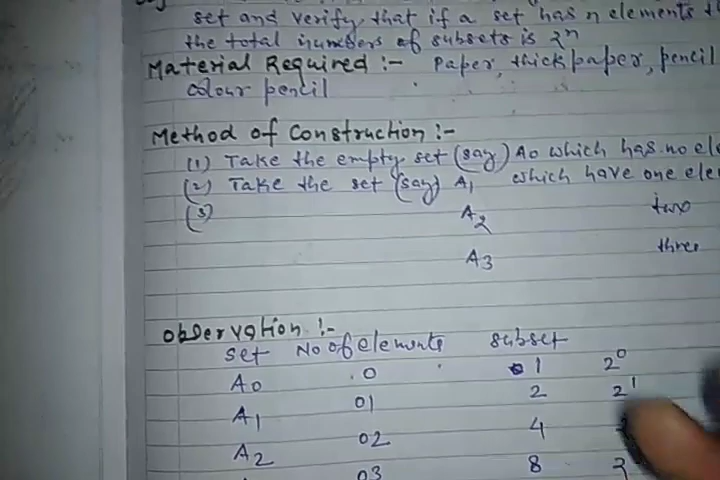 set and verify that if a set has n elements
the total numbers of subsets is 2ⁿ
Material Required :- Paper, thick paper, pencil
colour pencil
Method of Construction :-
(1) Take the empty set (say) A₀ which has no ele
(2) Take the set (say) A₁ which have one ele
(3) A₂ two
A₃ three
Observation :-
set No of elements subset
A₀ 0 1 2⁰
A₁ 01 2 2¹
A₂ 02 4
03 8 2